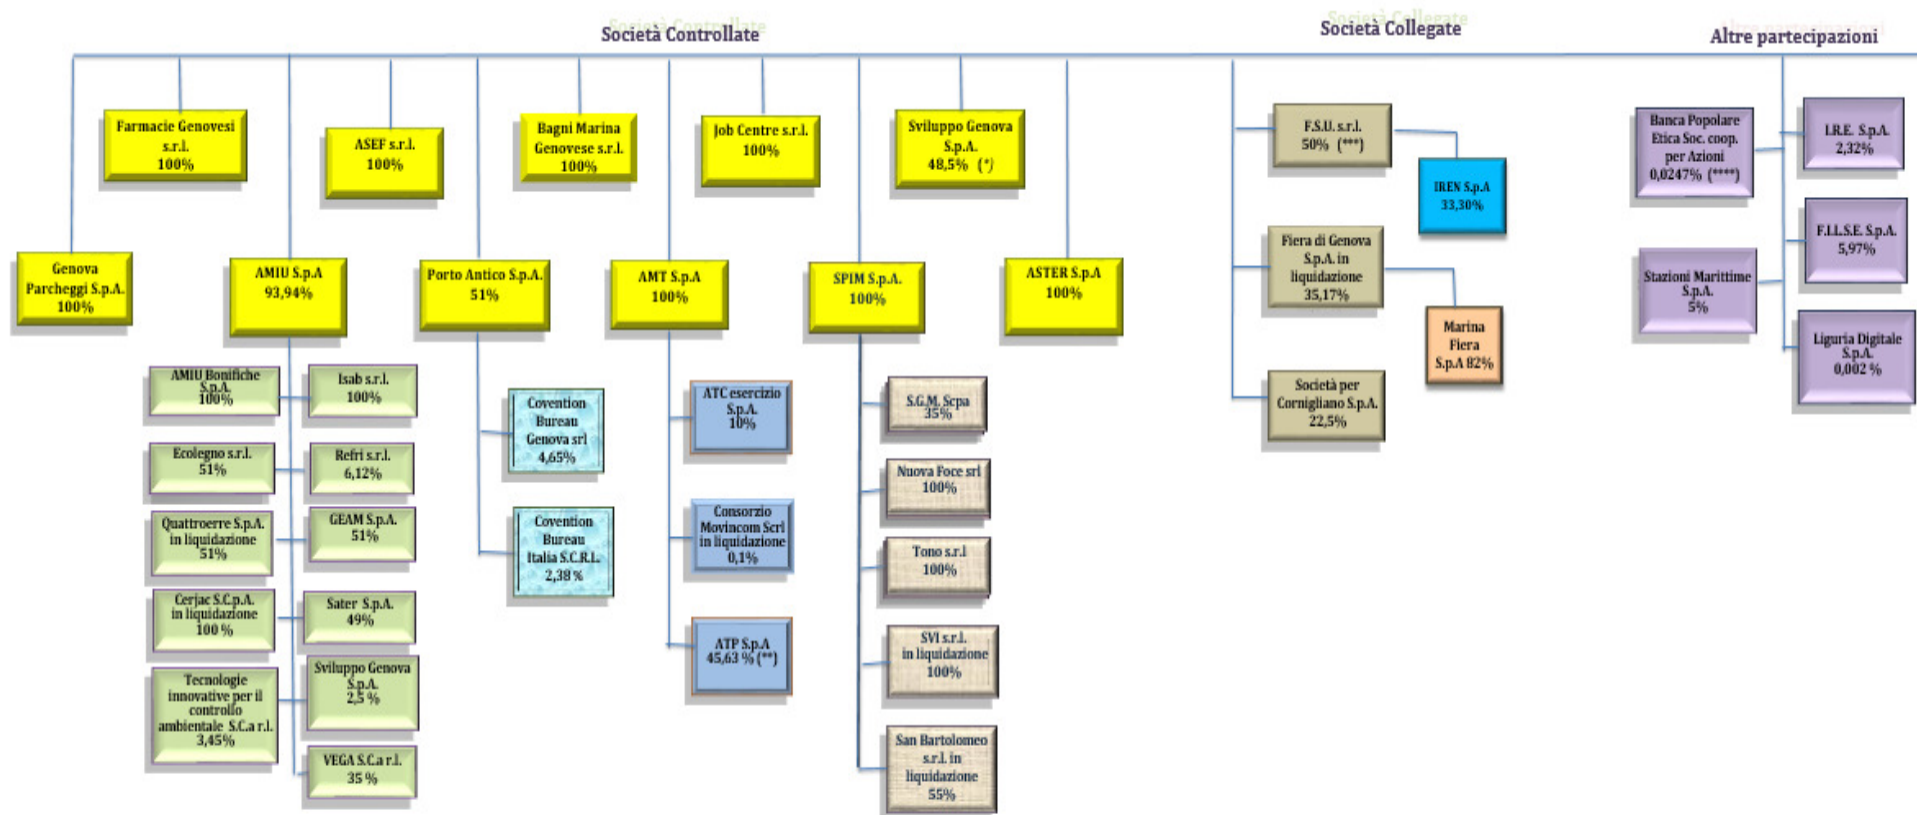 Società Controllate
Società Collegate
Altre partecipazioni
Farmacie Genovesi
s.r.l.
100%
ASEF s.r.l.
100%
Bagni Marina
Genovese s.r.l.
100%
Job Centre s.r.l.
100%
Sviluppo Genova
S.p.A.
48,5% (*)
Genova
Parcheggi S.p.A.
100%
AMIU S.p.A
93,94%
Porto Antico S.p.A.
51%
AMT S.p.A
100%
SPIM S.p.A.
100%
ASTER S.p.A
100%
AMIU Bonifiche
S.p.A.
100%
Isab s.r.l.
100%
Ecolegno s.r.l.
51%
Refri s.r.l.
6,12%
Quattroerre S.p.A.
in liquidazione
51%
GEAM S.p.A.
51%
Cerjac S.C.p.A.
in liquidazione
100 %
Sater S.p.A.
49%
Tecnologie
innovative per il
controllo
ambientale S.C.a r.l.
3,45%
Sviluppo Genova
S.p.A.
2,5 %
VEGA S.C.a r.l.
35 %
Covention
Bureau
Genova srl
4,65%
Covention
Bureau
Italia S.C.R.L.
2,38 %
ATC esercizio
S.p.A.
10%
Consorzio
Movincom Scrl
in liquidazione
0,1%
ATP S.p.A
45,63 % (**)
S.G.M. Scpa
35%
Nuova Foce srl
100%
Tono s.r.l
100%
SVI s.r.l.
in liquidazione
100%
San Bartolomeo
s.r.l. in
liquidazione
55%
F.S.U. s.r.l.
50% (***)
IREN S.p.A
33,30%
Fiera di Genova
S.p.A. in
liquidazione
35,17%
Marina
Fiera
S.p.A 82%
Società per
Cornigliano S.p.A.
22,5%
Banca Popolare
Etica Soc. coop.
per Azioni
0,0247% (****)
I.R.E. S.p.A.
2,32%
F.I.L.S.E. S.p.A.
5,97%
Stazioni Marittime
S.p.A.
5%
Liguria Digitale
S.p.A.
0,002 %